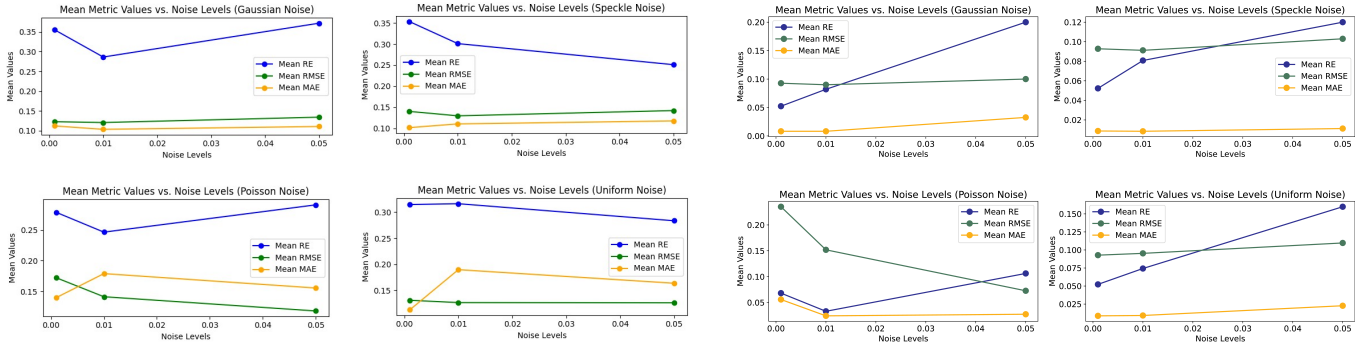 Mean Metric Values vs. Noise Levels (Gaussian Noise)
0.35
0.30
0.25
0.20
0.15
0.10
Mean Values
Mean RE
Mean RMSE
Mean MAE
0.00 0.01 0.02 0.03 0.04 0.05
Noise Levels
Mean Metric Values vs. Noise Levels (Speckle Noise)
0.35
0.30
0.25
0.20
0.15
0.10
Mean Values
Mean RE
Mean RMSE
Mean MAE
0.00 0.01 0.02 0.03 0.04 0.05
Noise Levels
Mean Metric Values vs. Noise Levels (Gaussian Noise)
0.20
0.15
0.10
0.05
0.00
Mean Values
Mean RE
Mean RMSE
Mean MAE
0.00 0.01 0.02 0.03 0.04 0.05
Noise Levels
Mean Metric Values vs. Noise Levels (Speckle Noise)
0.12
0.10
0.08
0.06
0.04
0.02
Mean Values
Mean RE
Mean RMSE
Mean MAE
0.00 0.01 0.02 0.03 0.04 0.05
Noise Levels
Mean Metric Values vs. Noise Levels (Poisson Noise)
0.25
0.20
0.15
Mean Values
Mean RE
Mean RMSE
Mean MAE
0.00 0.01 0.02 0.03 0.04 0.05
Noise Levels
Mean Metric Values vs. Noise Levels (Uniform Noise)
0.30
0.25
0.20
0.15
Mean Values
Mean RE
Mean RMSE
Mean MAE
0.00 0.01 0.02 0.03 0.04 0.05
Noise Levels
Mean Metric Values vs. Noise Levels (Poisson Noise)
0.20
0.15
0.10
0.05
Mean Values
Mean RE
Mean RMSE
Mean MAE
0.00 0.01 0.02 0.03 0.04 0.05
Noise Levels
Mean Metric Values vs. Noise Levels (Uniform Noise)
0.150
0.125
0.100
0.075
0.050
0.025
Mean Values
Mean RE
Mean RMSE
Mean MAE
0.00 0.01 0.02 0.03 0.04 0.05
Noise Levels